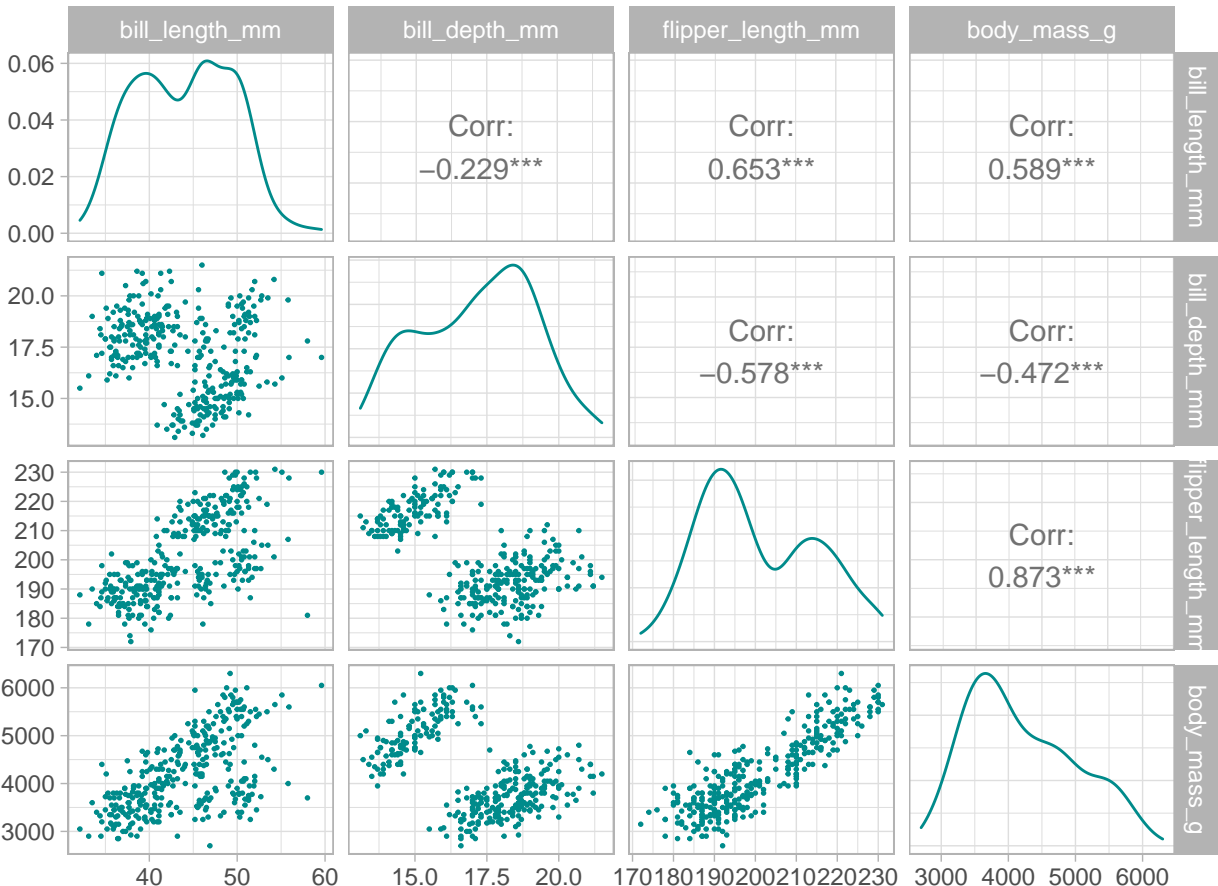 bill_length_mm bill_depth_mm flipper_length_mm body_mass_g
0.06
0.04
0.02
0.00
Corr:
−0.229***
Corr:
0.653***
Corr:
0.589***
bill_length_mm
20.0
17.5
15.0
Corr:
−0.578***
Corr:
−0.472***
bill_depth_mm
230
220
210
200
190
180
170
Corr:
0.873***
flipper_length_mm
6000
5000
4000
3000
body_mass_g
40 50 60
15.0 17.5 20.0
170 180 190 200 210 220 230
3000 4000 5000 6000